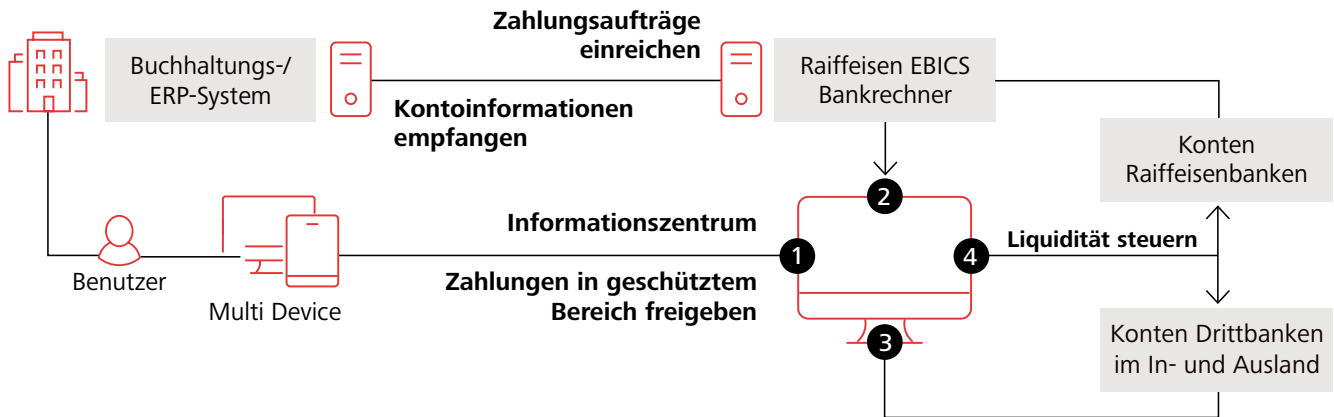 Zahlungsaufträge
einreichen
Buchhaltungs-/
ERP-System
Raiffeisen EBICS
Bankrechner
Kontoinformationen
empfangen
Konten
Raiffeisenbanken
2
Informationszentrum
1
4
Liquidität steuern
Benutzer
Multi Device
Zahlungen in geschütztem
Bereich freigeben
3
Konten Drittbanken
im In- und Ausland